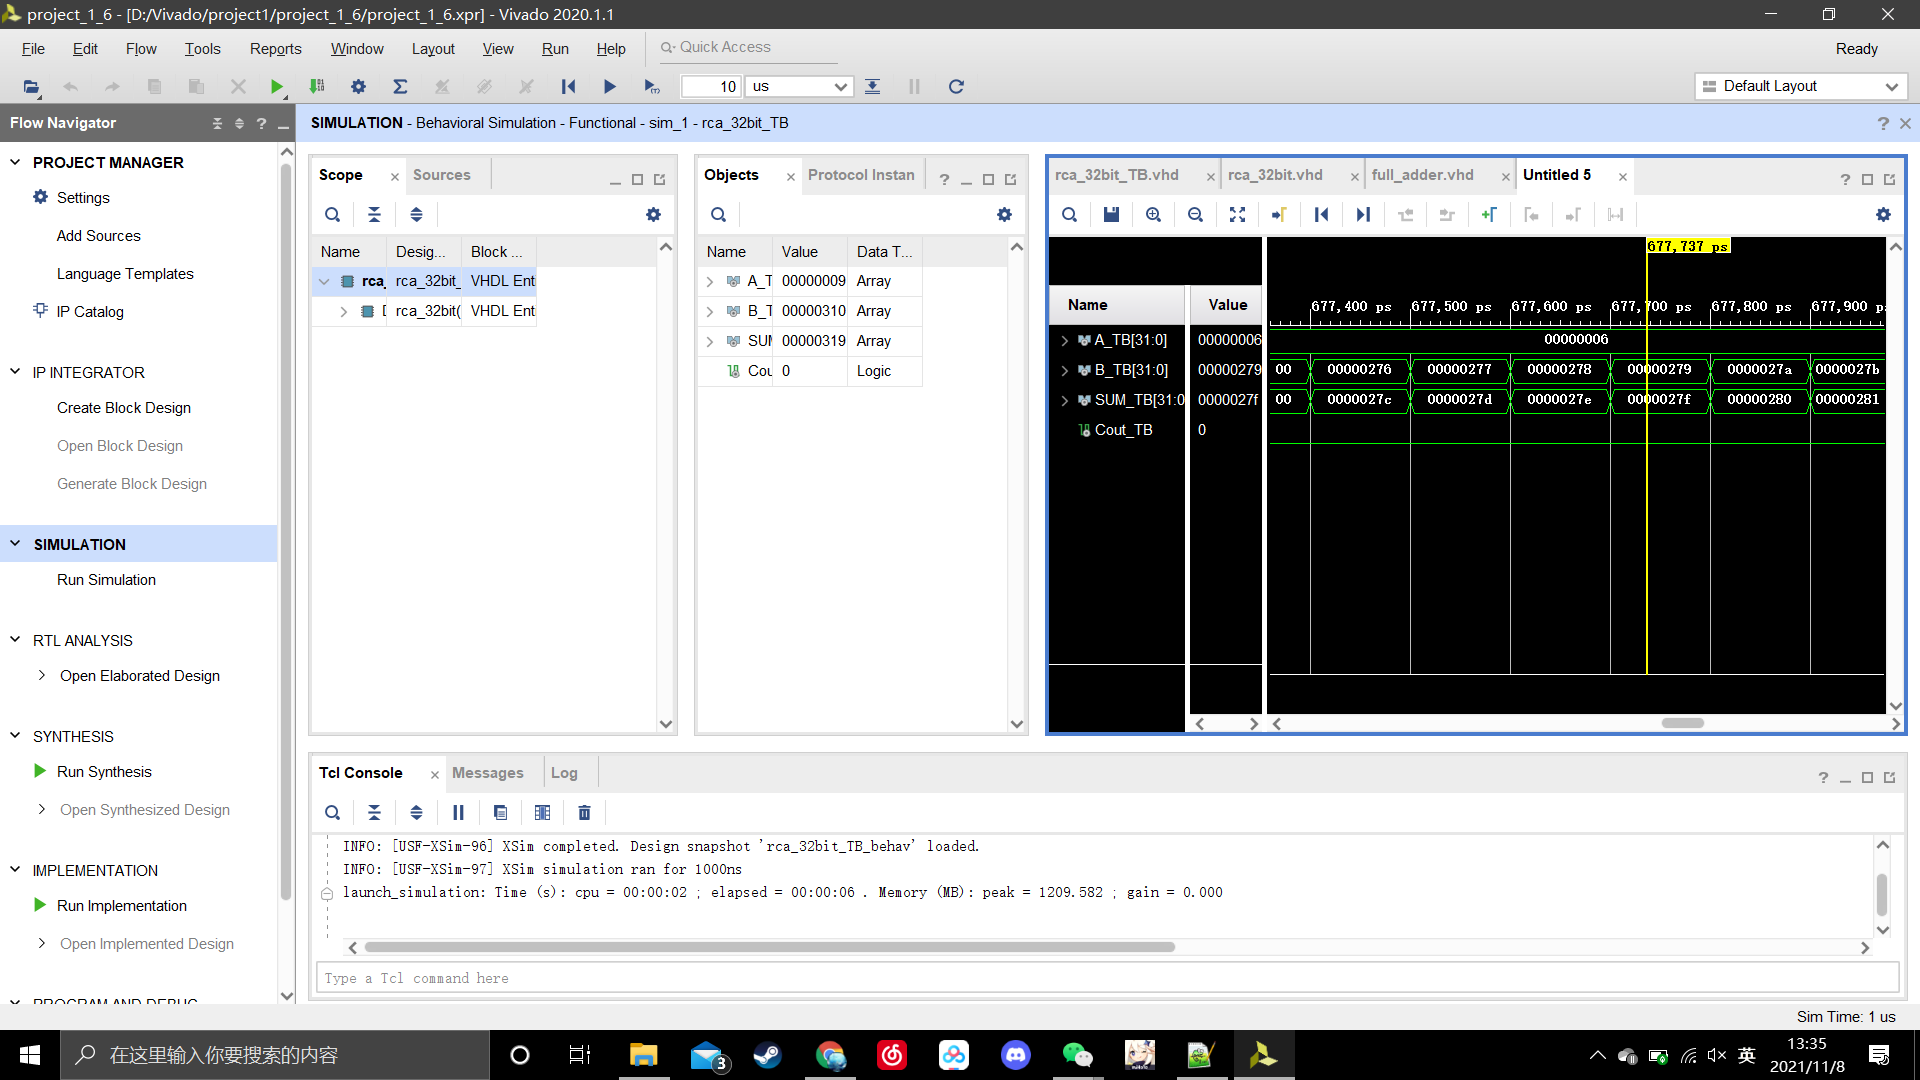 project_1_6 - [D:/Vivado/project1/project_1_6/project_1_6.xpr] - Vivado 2020.1.1
File Edit Flow Tools Reports Window Layout View Run Help Quick Access Ready
10 us Default Layout
Flow Navigator
SIMULATION - Behavioral Simulation - Functional - sim_1 - rca_32bit_TB
PROJECT MANAGER
Settings
Add Sources
Language Templates
IP Catalog
IP INTEGRATOR
Create Block Design
Open Block Design
Generate Block Design
SIMULATION
Run Simulation
RTL ANALYSIS
Open Elaborated Design
SYNTHESIS
Run Synthesis
Open Synthesized Design
IMPLEMENTATION
Run Implementation
Open Implemented Design
PROGRAM AND DEBUG
Scope Sources
Name Desig... Block ...
rca_ rca_32bit_ VHDL Ent
rca_32bit( VHDL Ent
Objects Protocol Instan
Name Value Data T...
A_T 00000009 Array
B_T 00000310 Array
SUM 00000319 Array
Cou 0 Logic
rca_32bit_TB.vhd rca_32bit.vhd full_adder.vhd Untitled 5
677,737 ps
Name Value
677,400 ps 677,500 ps 677,600 ps 677,700 ps 677,800 ps 677,900 ps
A_TB[31:0] 00000006 00000006
B_TB[31:0] 00000279 00 00000276 00000277 00000278 00000279 0000027a 0000027b
SUM_TB[31:0 0000027f 00 0000027c 0000027d 0000027e 0000027f 00000280 00000281
Cout_TB 0
Tcl Console Messages Log
INFO: [USF-XSim-96] XSim completed. Design snapshot 'rca_32bit_TB_behav' loaded.
INFO: [USF-XSim-97] XSim simulation ran for 1000ns
launch_simulation: Time (s): cpu = 00:00:02 ; elapsed = 00:00:06 . Memory (MB): peak = 1209.582 ; gain = 0.000
Type a Tcl command here
Sim Time: 1 us
在这里输入你要搜索的内容
3
英
13:35
2021/11/8